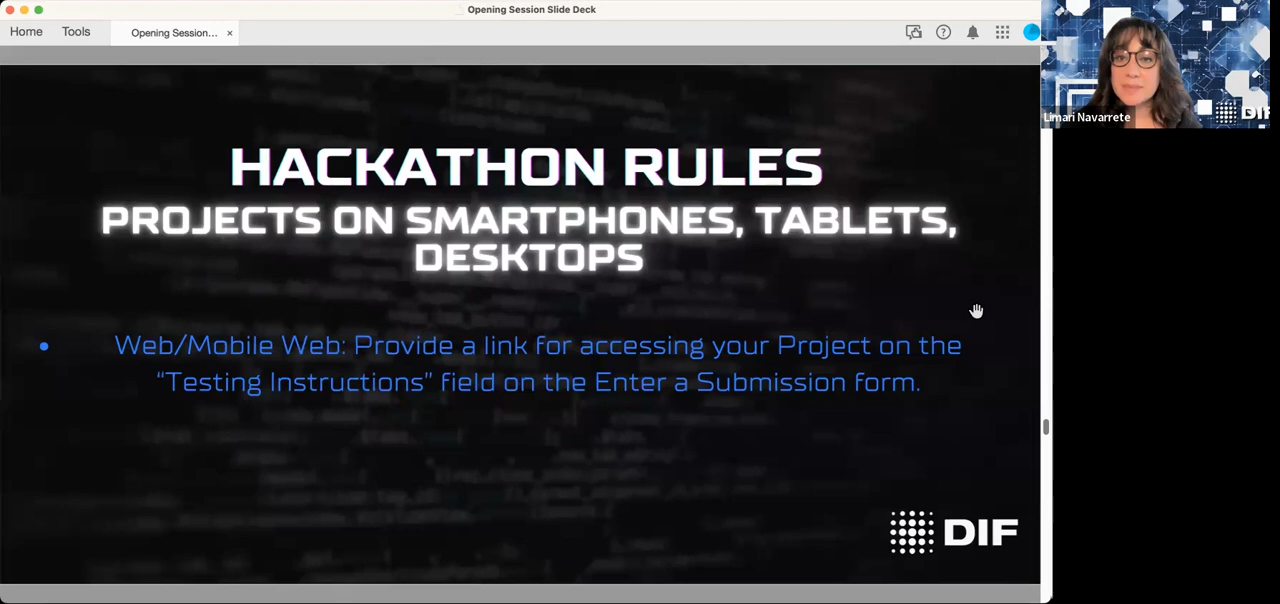 Opening Session Slide Deck
Home
Tools
Opening Session...
HACKATHON RULES
PROJECTS ON SMARTPHONES, TABLETS,
DESKTOPS
• Web/Mobile Web: Provide a link for accessing your Project on the
“Testing Instructions” field on the Enter a Submission form.
DIF
Limari Navarrete
DIF